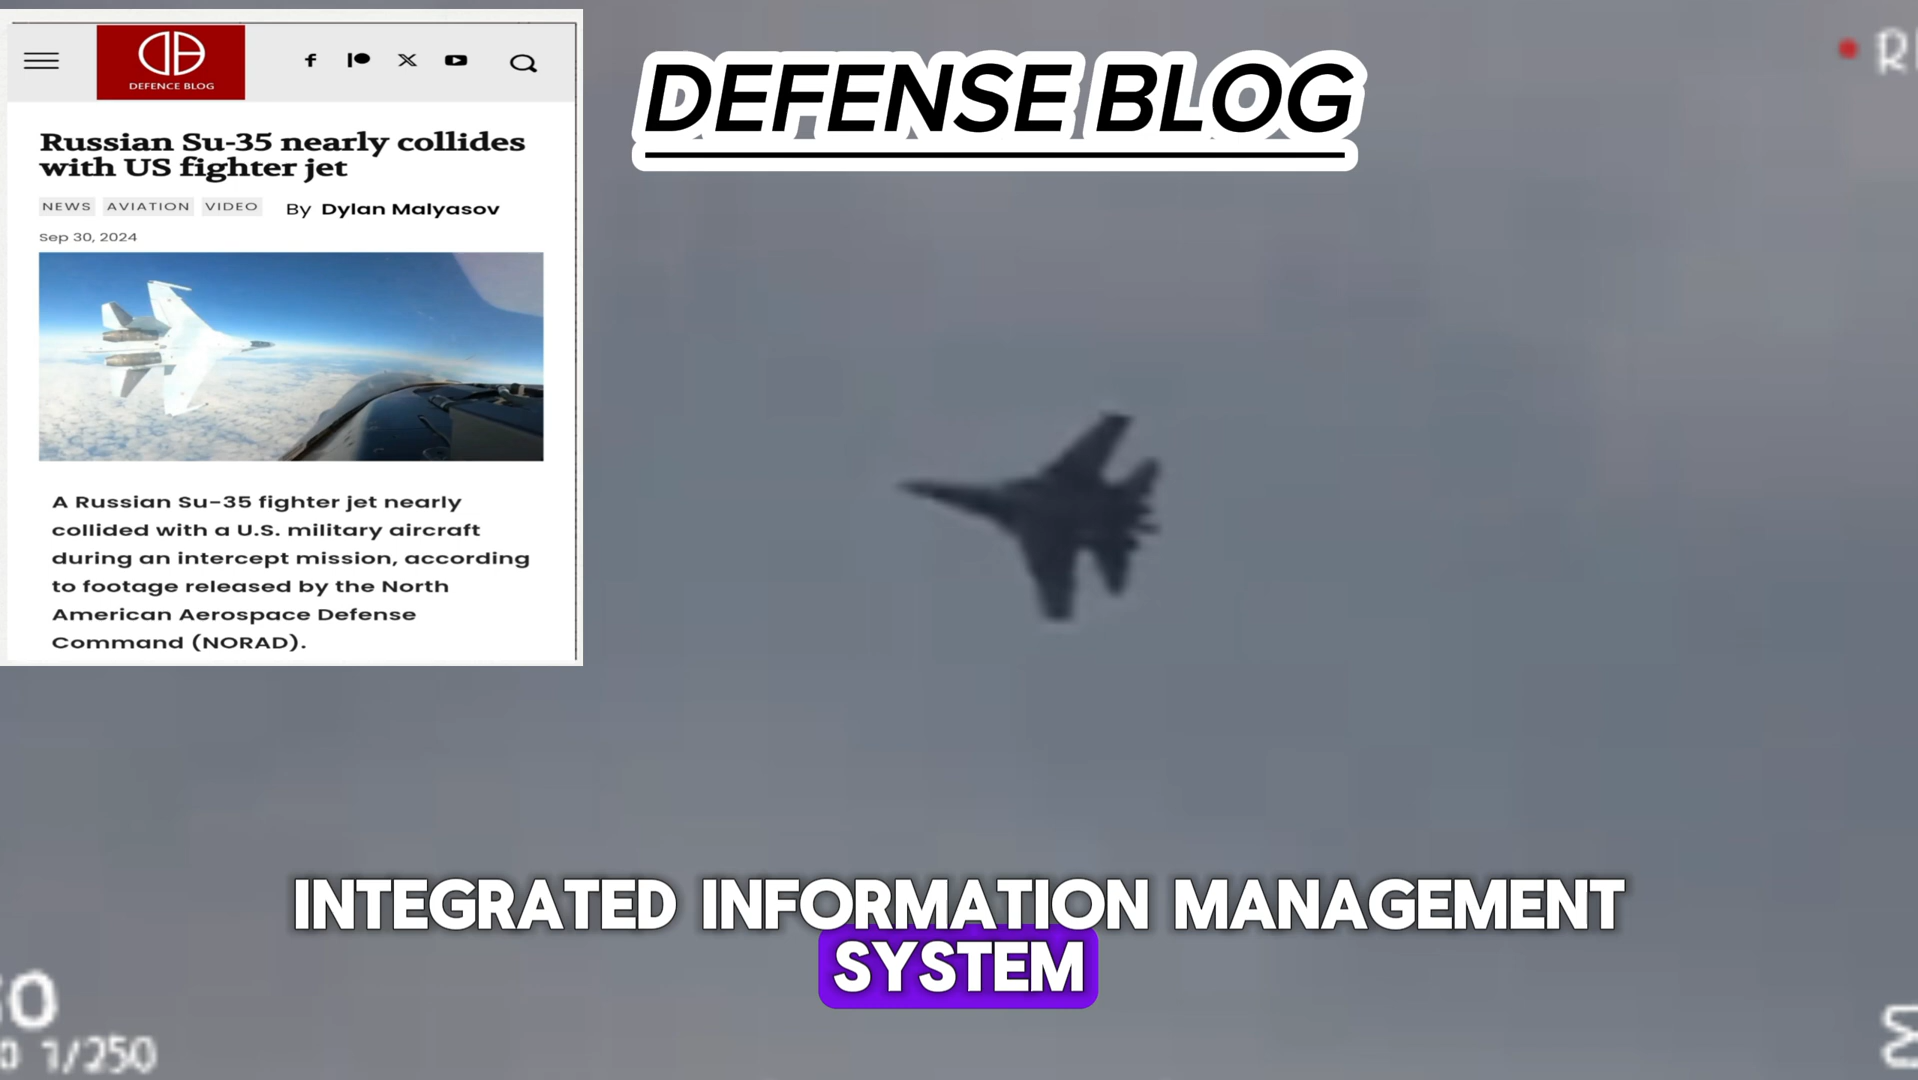 DEFENCE BLOG
DEFENSE BLOG
Russian Su-35 nearly collides
with US fighter jet
NEWS AVIATION VIDEO By Dylan Malyasov
Sep 30, 2024
A Russian Su-35 fighter jet nearly
collided with a U.S. military aircraft
during an intercept mission, according
to footage released by the North
American Aerospace Defense
Command (NORAD).
INTEGRATED INFORMATION MANAGEMENT
SYSTEM
1/250